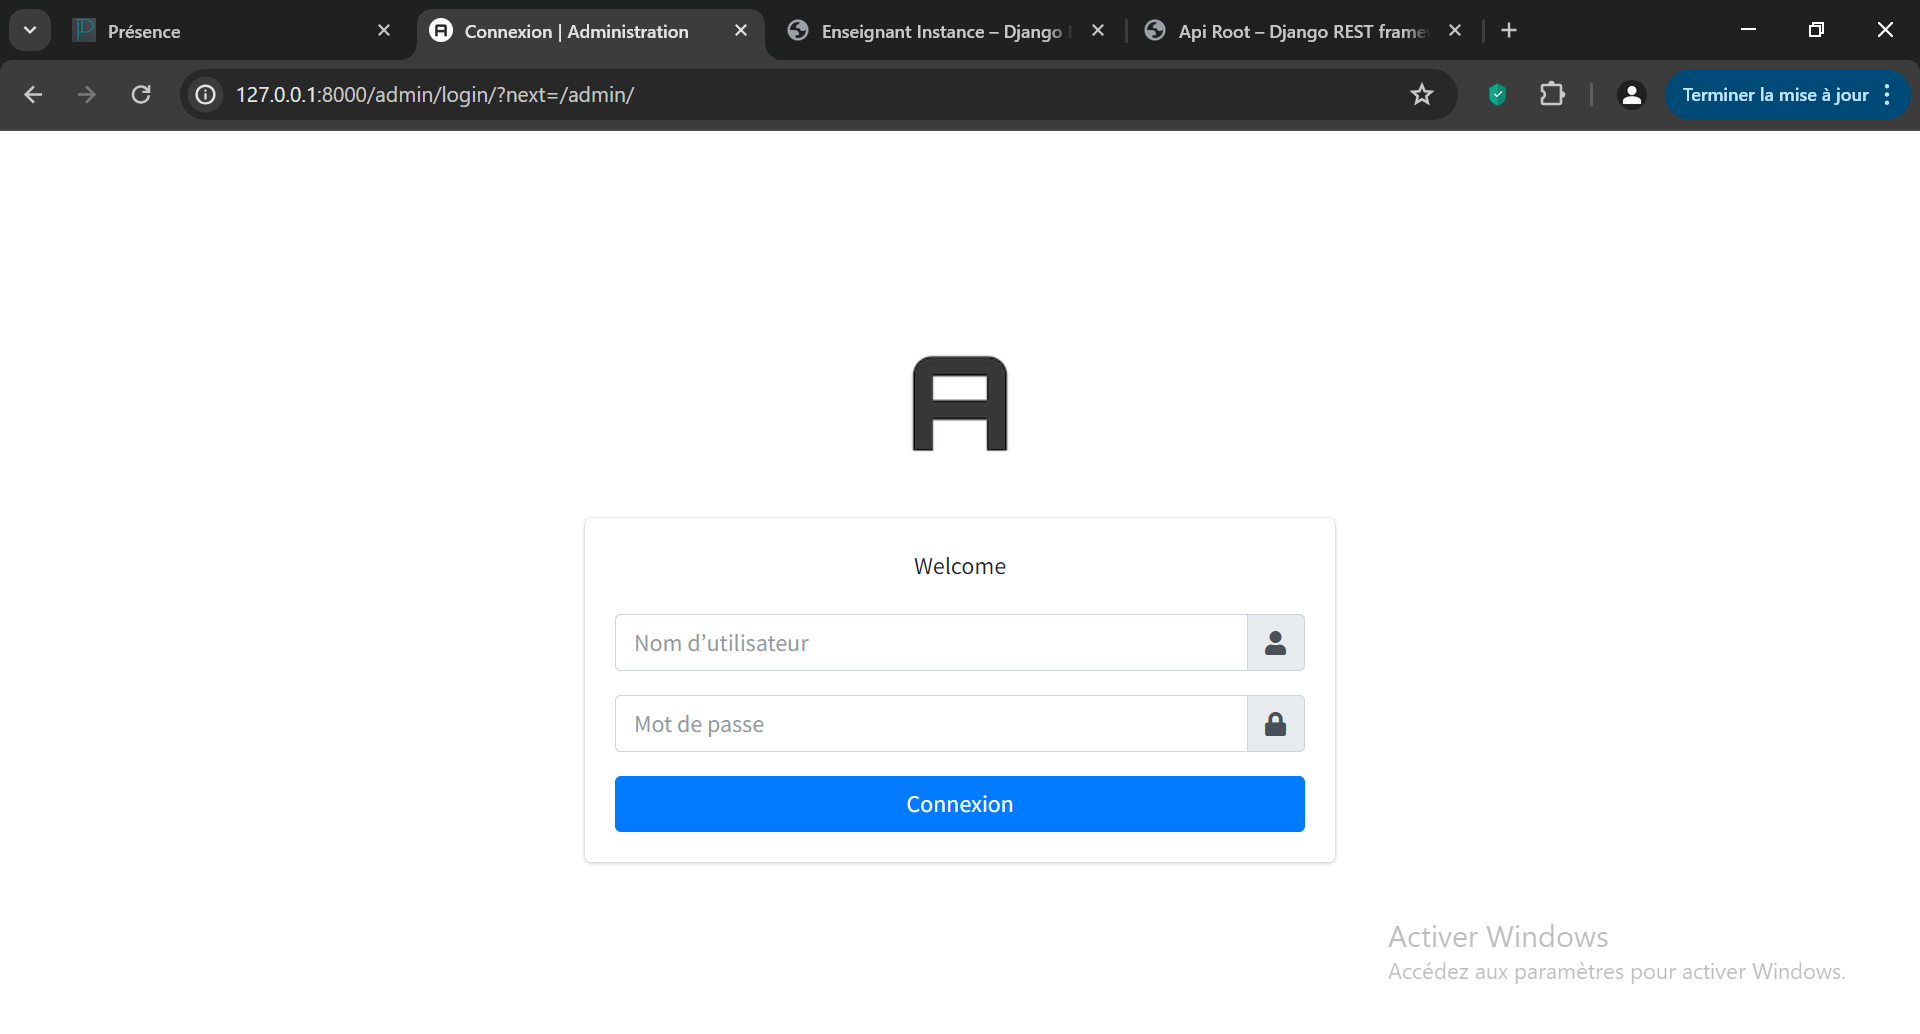 Présence
Connexion | Administration
Enseignant Instance – Django
Api Root – Django REST frame
127.0.0.1:8000/admin/login/?next=/admin/
Terminer la mise à jour
Welcome
Nom d’utilisateur
Mot de passe
Connexion
Activer Windows
Accédez aux paramètres pour activer Windows.